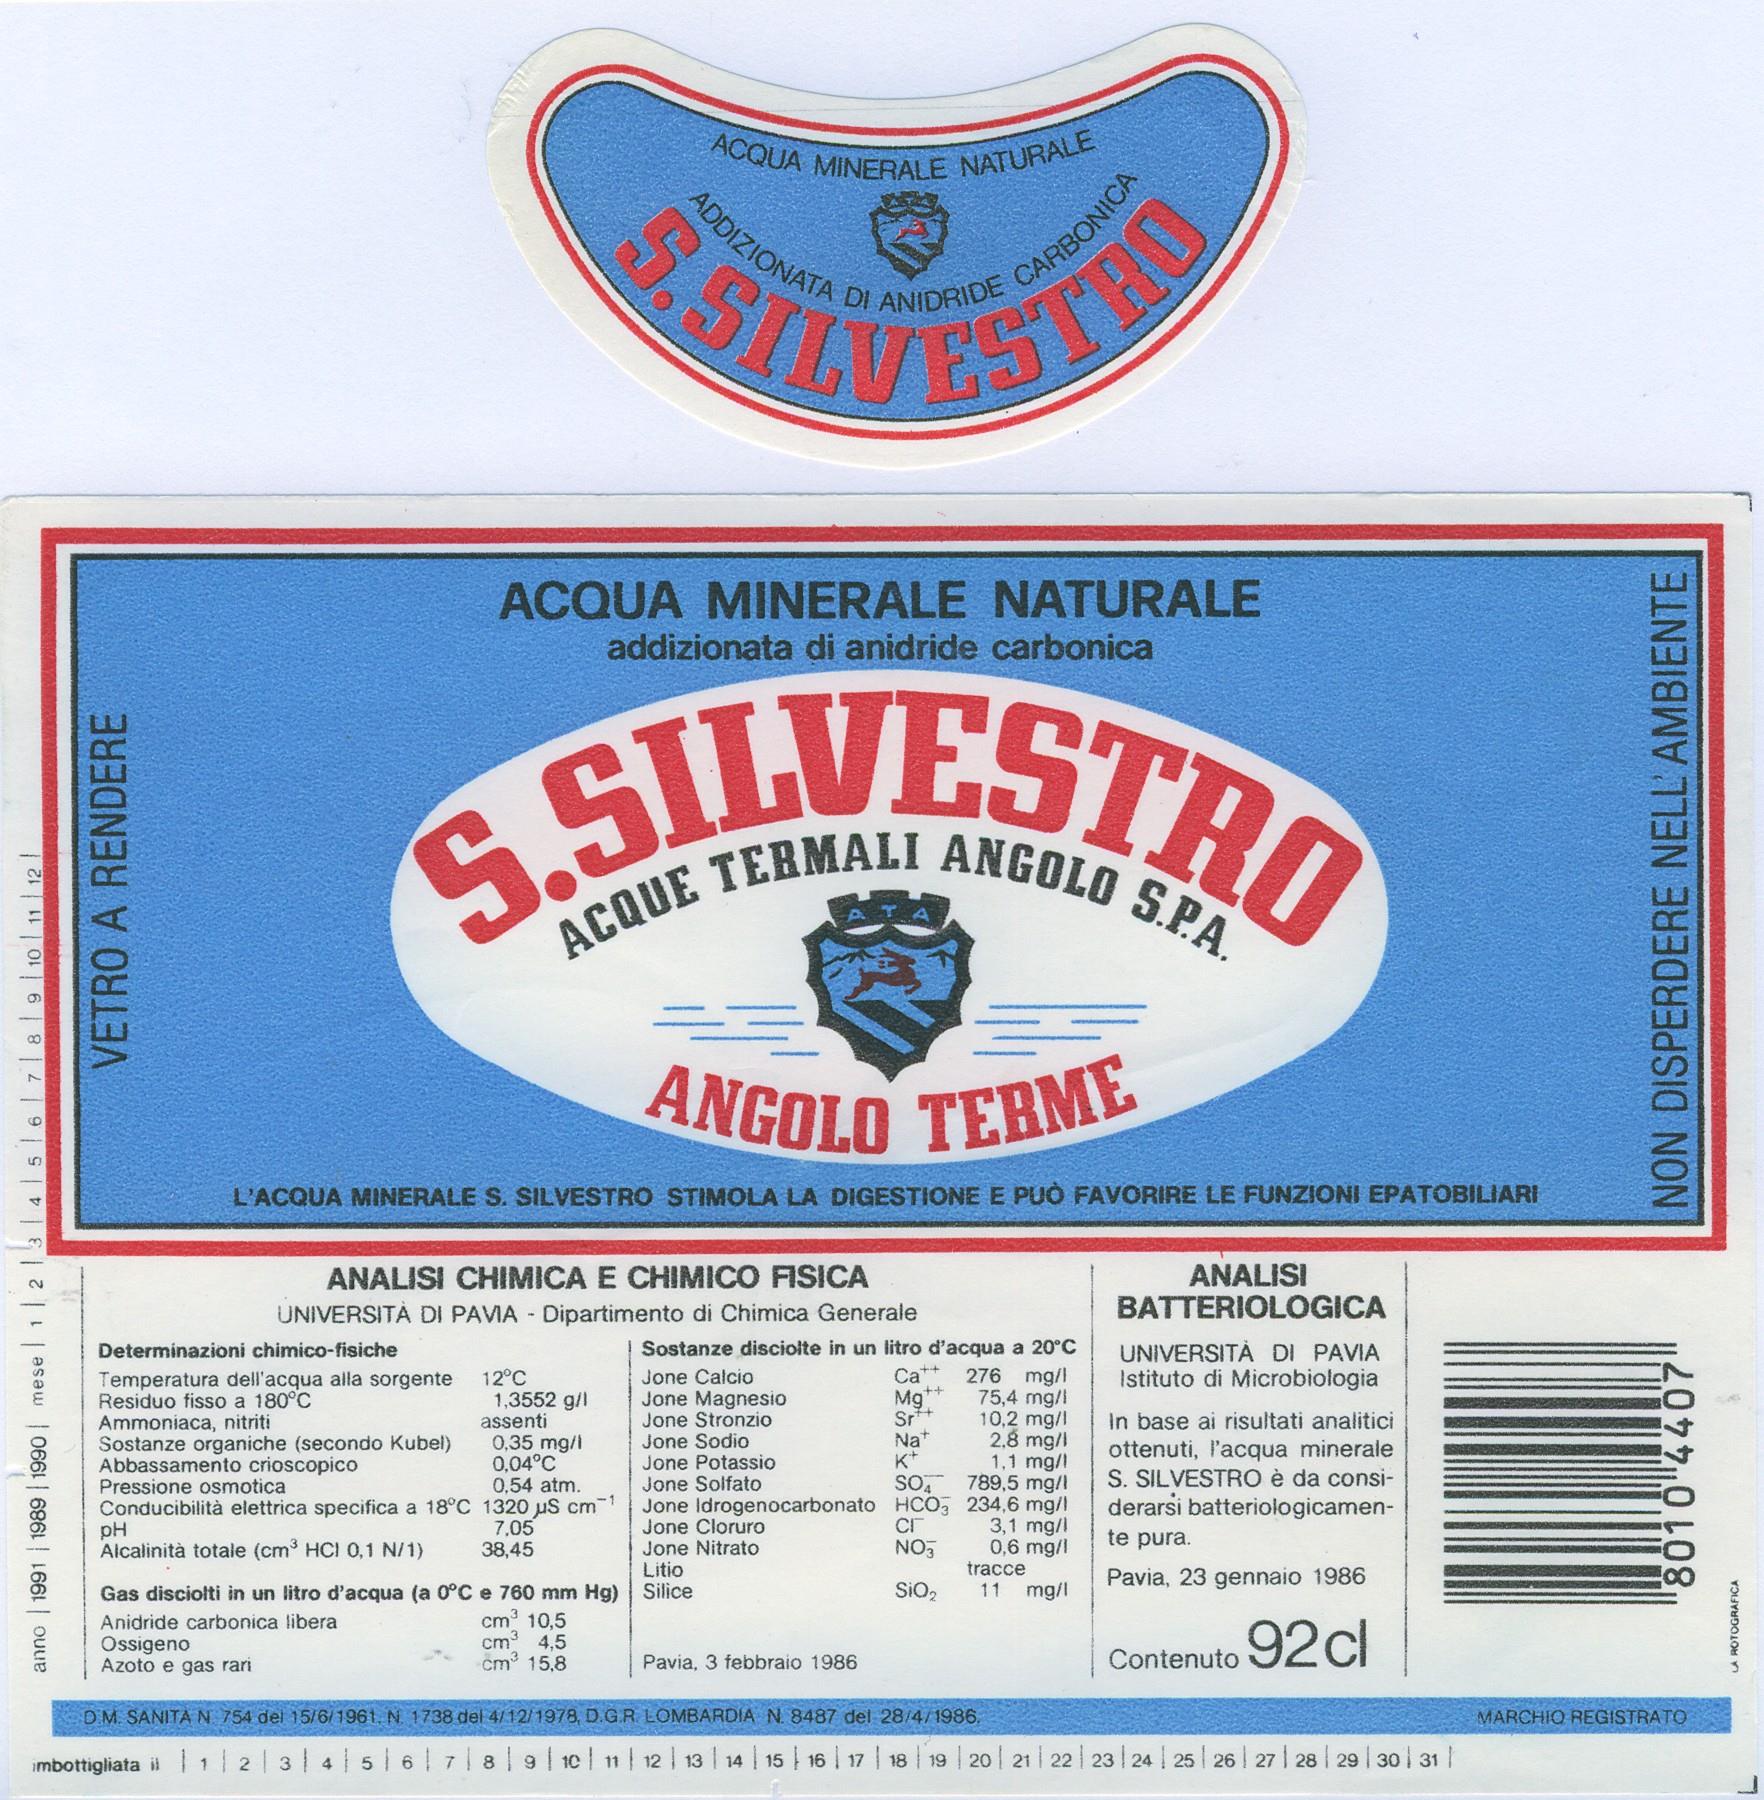 ACQUA MINERALE NATURALE
ADDIZIONATA DI ANIDRIDE CARBONICA
S.SILVESTRO
ACQUA MINERALE NATURALE
addizionata di anidride carbonica
S.SILVESTRO
ACQUE TERMALI ANGOLO S.P.A.
ATA
ANGOLO TERME
VETRO A RENDERE
NON DISPERDERE NELL'AMBIENTE
L'ACQUA MINERALE S. SILVESTRO STIMOLA LA DIGESTIONE E PUÒ FAVORIRE LE FUNZIONI EPATOBILIARI
anno | 1991 | 1989 | 1990 | mese | 1 | 2 | 3 | 4 | 5 | 6 | 7 | 8 | 9 | 10 | 11 | 12 |
ANALISI CHIMICA E CHIMICO FISICA
UNIVERSITÀ DI PAVIA - Dipartimento di Chimica Generale
Determinazioni chimico-fisiche
Temperatura dell'acqua alla sorgente 12°C
Residuo fisso a 180°C 1,3552 g/l
Ammoniaca, nitriti assenti
Sostanze organiche (secondo Kubel) 0,35 mg/l
Abbassamento crioscopico 0,04°C
Pressione osmotica 0,54 atm.
Conducibilità elettrica specifica a 18°C 1320 µS cm⁻¹
pH 7,05
Alcalinità totale (cm³ HCl 0,1 N/1) 38,45
Gas disciolti in un litro d'acqua (a 0°C e 760 mm Hg)
Anidride carbonica libera cm³ 10,5
Ossigeno cm³ 4,5
Azoto e gas rari cm³ 15,8
Sostanze disciolte in un litro d'acqua a 20°C
Jone Calcio Ca⁺⁺ 276 mg/l
Jone Magnesio Mg⁺⁺ 75,4 mg/l
Jone Stronzio Sr⁺⁺ 10,2 mg/l
Jone Sodio Na⁺ 2,8 mg/l
Jone Potassio K⁺ 1,1 mg/l
Jone Solfato SO₄⁻⁻ 789,5 mg/l
Jone Idrogenocarbonato HCO₃⁻ 234,6 mg/l
Jone Cloruro Cl⁻ 3,1 mg/l
Jone Nitrato NO₃⁻ 0,6 mg/l
Litio tracce
Silice SiO₂ 11 mg/l
Pavia, 3 febbraio 1986
ANALISI
BATTERIOLOGICA
UNIVERSITÀ DI PAVIA
Istituto di Microbiologia
In base ai risultati analitici
ottenuti, l'acqua minerale
S. SILVESTRO è da consi-
derarsi batteriologicamen-
te pura.
Pavia, 23 gennaio 1986
Contenuto 92cl
8010 4407
LA ROTOGRAFICA
D.M. SANITA N. 754 del 15/6/1961, N. 1738 del 4/12/1978, D.G.R. LOMBARDIA N. 8487 del 28/4/1986.
MARCHIO REGISTRATO
imbottigliata il | 1 | 2 | 3 | 4 | 5 | 6 | 7 | 8 | 9 | 10 | 11 | 12 | 13 | 14 | 15 | 16 | 17 | 18 | 19 | 20 | 21 | 22 | 23 | 24 | 25 | 26 | 27 | 28 | 29 | 30 | 31 |